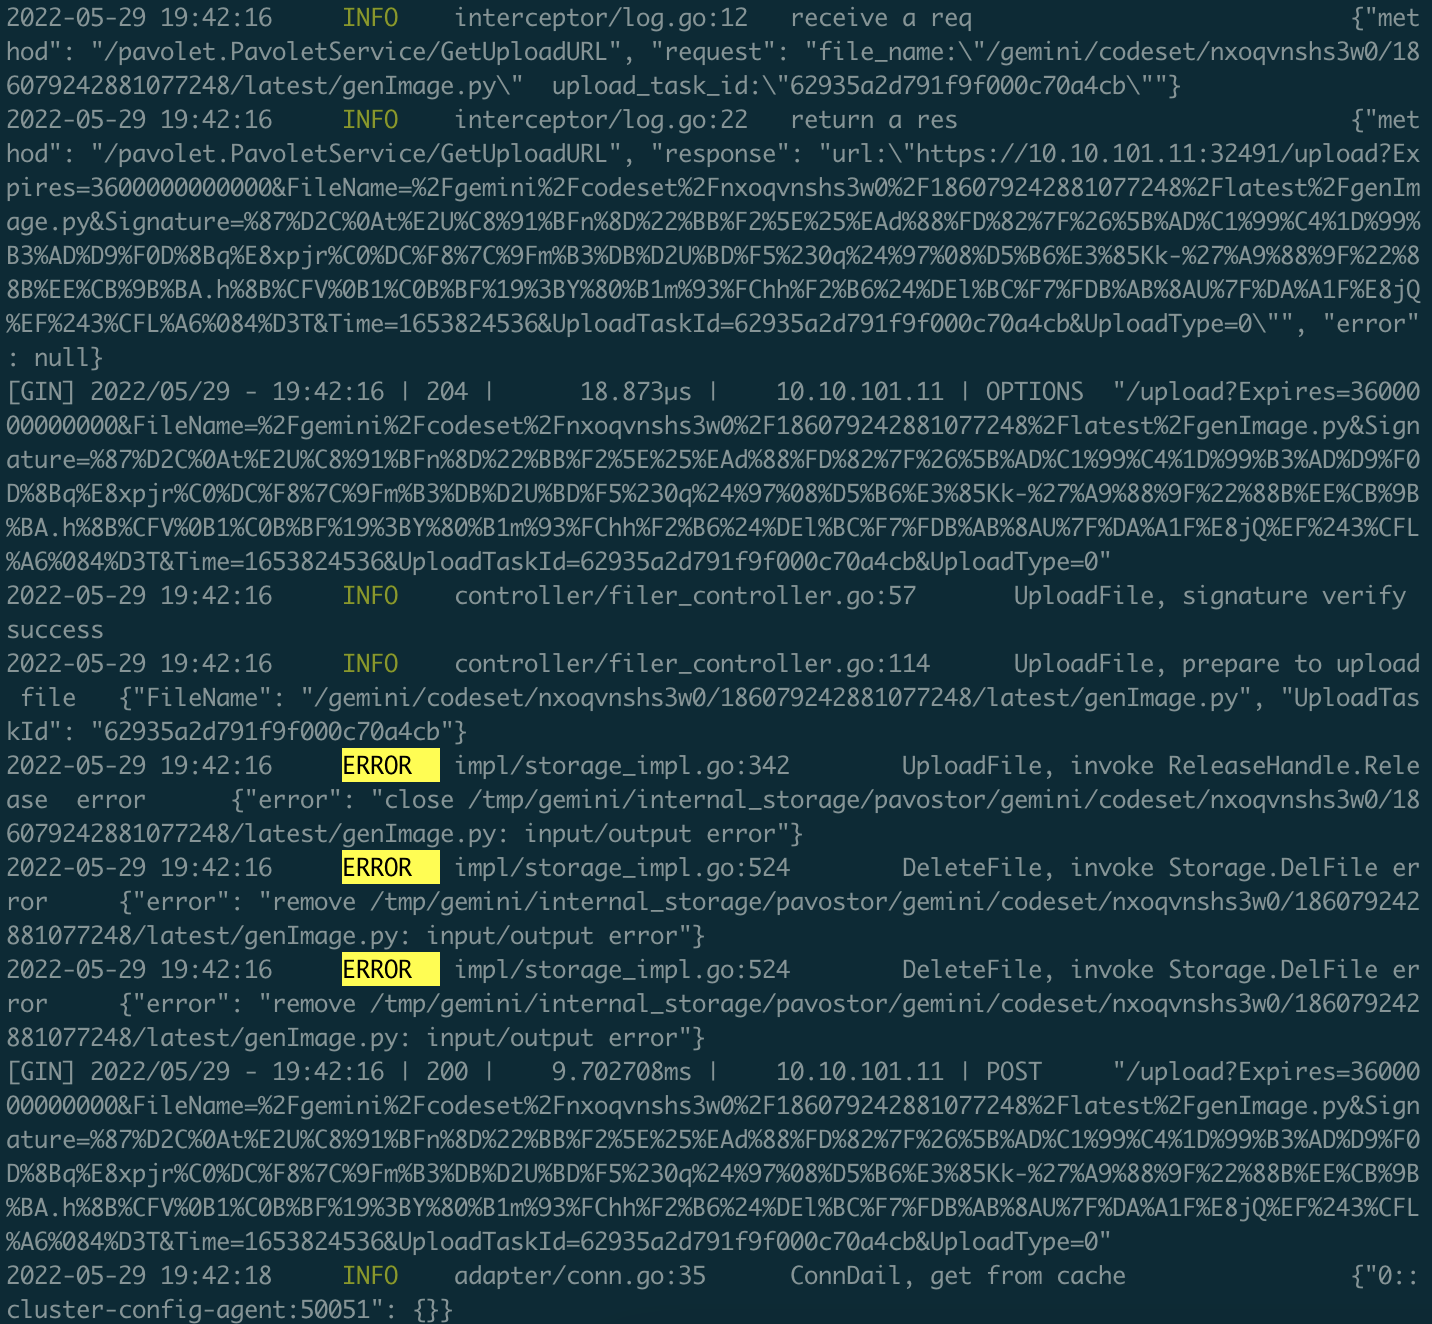 2022-05-29 19:42:16     INFO    interceptor/log.go:12   receive a req                           {"met
hod": "/pavolet.PavoletService/GetUploadURL", "request": "file_name:\"/gemini/codeset/nxoqvnshs3w0/18
6079242881077248/latest/genImage.py\"  upload_task_id:\"62935a2d791f9f000c70a4cb\""}
2022-05-29 19:42:16     INFO    interceptor/log.go:22   return a res                            {"met
hod": "/pavolet.PavoletService/GetUploadURL", "response": "url:\"https://10.10.101.11:32491/upload?Ex
pires=3600000000000&FileName=%2Fgemini%2Fcodeset%2Fnxoqvnshs3w0%2F186079242881077248%2Flatest%2FgenIm
age.py&Signature=%87%D2C%0At%E2U%C8%91%BFn%8D%22%BB%F2%5E%25%EAd%88%FD%82%7F%26%5B%AD%C1%99%C4%1D%99%
B3%AD%D9%F0D%8Bq%E8xpjr%C0%DC%F8%7C%9Fm%B3%DB%D2U%BD%F5%230q%24%97%08%D5%B6%E3%85Kk-%27%A9%88%9F%22%8
8B%EE%CB%9B%BA.h%8B%CFV%0B1%C0B%BF%19%3BY%80%B1m%93%FChh%F2%B6%24%DEl%BC%F7%FDB%AB%8AU%7F%DA%A1F%E8jQ
%EF%243%CFL%A6%084%D3T&Time=1653824536&UploadTaskId=62935a2d791f9f000c70a4cb&UploadType=0\"", "error"
: null}
[GIN] 2022/05/29 - 19:42:16 | 204 |      18.873µs |    10.10.101.11 | OPTIONS  "/upload?Expires=36000
00000000&FileName=%2Fgemini%2Fcodeset%2Fnxoqvnshs3w0%2F186079242881077248%2Flatest%2FgenImage.py&Sign
ature=%87%D2C%0At%E2U%C8%91%BFn%8D%22%BB%F2%5E%25%EAd%88%FD%82%7F%26%5B%AD%C1%99%C4%1D%99%B3%AD%D9%F0
D%8Bq%E8xpjr%C0%DC%F8%7C%9Fm%B3%DB%D2U%BD%F5%230q%24%97%08%D5%B6%E3%85Kk-%27%A9%88%9F%22%88B%EE%CB%9B
%BA.h%8B%CFV%0B1%C0B%BF%19%3BY%80%B1m%93%FChh%F2%B6%24%DEl%BC%F7%FDB%AB%8AU%7F%DA%A1F%E8jQ%EF%243%CFL
%A6%084%D3T&Time=1653824536&UploadTaskId=62935a2d791f9f000c70a4cb&UploadType=0"
2022-05-29 19:42:16     INFO    controller/filer_controller.go:57       UploadFile, signature verify
success
2022-05-29 19:42:16     INFO    controller/filer_controller.go:114      UploadFile, prepare to upload
 file   {"FileName": "/gemini/codeset/nxoqvnshs3w0/186079242881077248/latest/genImage.py", "UploadTas
kId": "62935a2d791f9f000c70a4cb"}
2022-05-29 19:42:16     ERROR   impl/storage_impl.go:342        UploadFile, invoke ReleaseHandle.Rele
ase  error      {"error": "close /tmp/gemini/internal_storage/pavostor/gemini/codeset/nxoqvnshs3w0/18
6079242881077248/latest/genImage.py: input/output error"}
2022-05-29 19:42:16     ERROR   impl/storage_impl.go:524        DeleteFile, invoke Storage.DelFile er
ror     {"error": "remove /tmp/gemini/internal_storage/pavostor/gemini/codeset/nxoqvnshs3w0/186079242
881077248/latest/genImage.py: input/output error"}
2022-05-29 19:42:16     ERROR   impl/storage_impl.go:524        DeleteFile, invoke Storage.DelFile er
ror     {"error": "remove /tmp/gemini/internal_storage/pavostor/gemini/codeset/nxoqvnshs3w0/186079242
881077248/latest/genImage.py: input/output error"}
[GIN] 2022/05/29 - 19:42:16 | 200 |    9.702708ms |    10.10.101.11 | POST     "/upload?Expires=36000
00000000&FileName=%2Fgemini%2Fcodeset%2Fnxoqvnshs3w0%2F186079242881077248%2Flatest%2FgenImage.py&Sign
ature=%87%D2C%0At%E2U%C8%91%BFn%8D%22%BB%F2%5E%25%EAd%88%FD%82%7F%26%5B%AD%C1%99%C4%1D%99%B3%AD%D9%F0
D%8Bq%E8xpjr%C0%DC%F8%7C%9Fm%B3%DB%D2U%BD%F5%230q%24%97%08%D5%B6%E3%85Kk-%27%A9%88%9F%22%88B%EE%CB%9B
%BA.h%8B%CFV%0B1%C0B%BF%19%3BY%80%B1m%93%FChh%F2%B6%24%DEl%BC%F7%FDB%AB%8AU%7F%DA%A1F%E8jQ%EF%243%CFL
%A6%084%D3T&Time=1653824536&UploadTaskId=62935a2d791f9f000c70a4cb&UploadType=0"
2022-05-29 19:42:18     INFO    adapter/conn.go:35      ConnDail, get from cache                {"0::
cluster-config-agent:50051": {}}